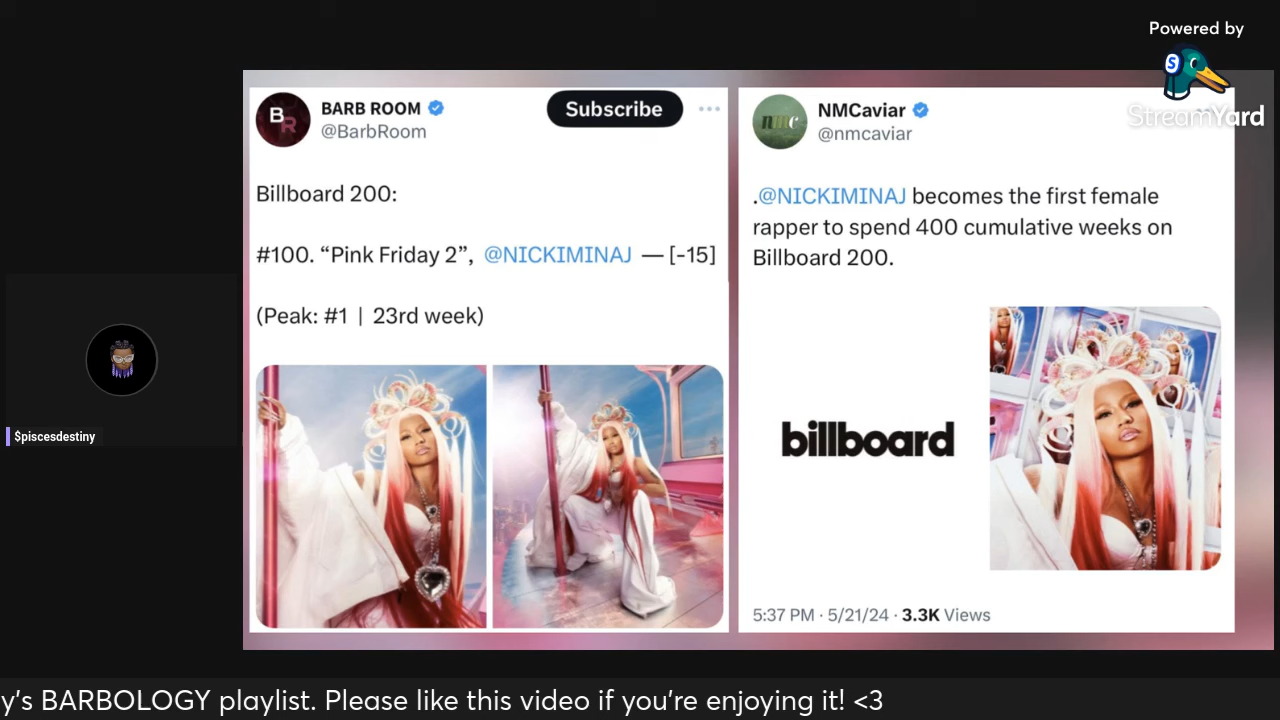 Powered by
S
StreamYard
BR
BARB ROOM
@BarbRoom
Subscribe
Billboard 200:
#100. “Pink Friday 2”, @NICKIMINAJ — [-15]
(Peak: #1 | 23rd week)
nmc
NMCaviar
@nmcaviar
.@NICKIMINAJ becomes the first female
rapper to spend 400 cumulative weeks on
Billboard 200.
billboard
5:37 PM · 5/21/24 · 3.3K Views
$piscesdestiny
y’s BARBOLOGY playlist. Please like this video if you’re enjoying it! <3